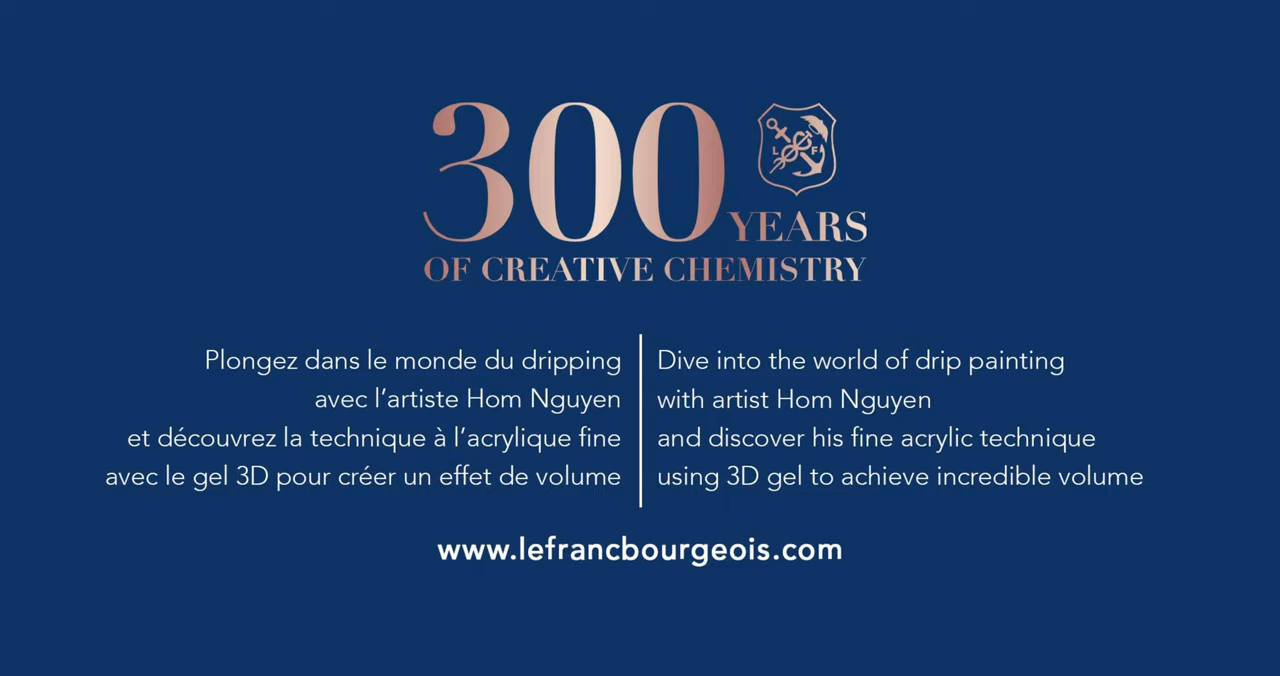 300 YEARS
L F
OF CREATIVE CHEMISTRY
Plongez dans le monde du dripping
avec l’artiste Hom Nguyen
et découvrez la technique à l’acrylique fine
avec le gel 3D pour créer un effet de volume
Dive into the world of drip painting
with artist Hom Nguyen
and discover his fine acrylic technique
using 3D gel to achieve incredible volume
www.lefrancbourgeois.com